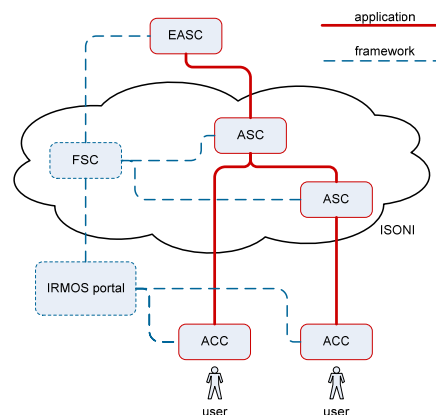 application
EASC
framework
ASC
FSC
ASC
ISONI
IRMOS portal
ACC
ACC
user
user